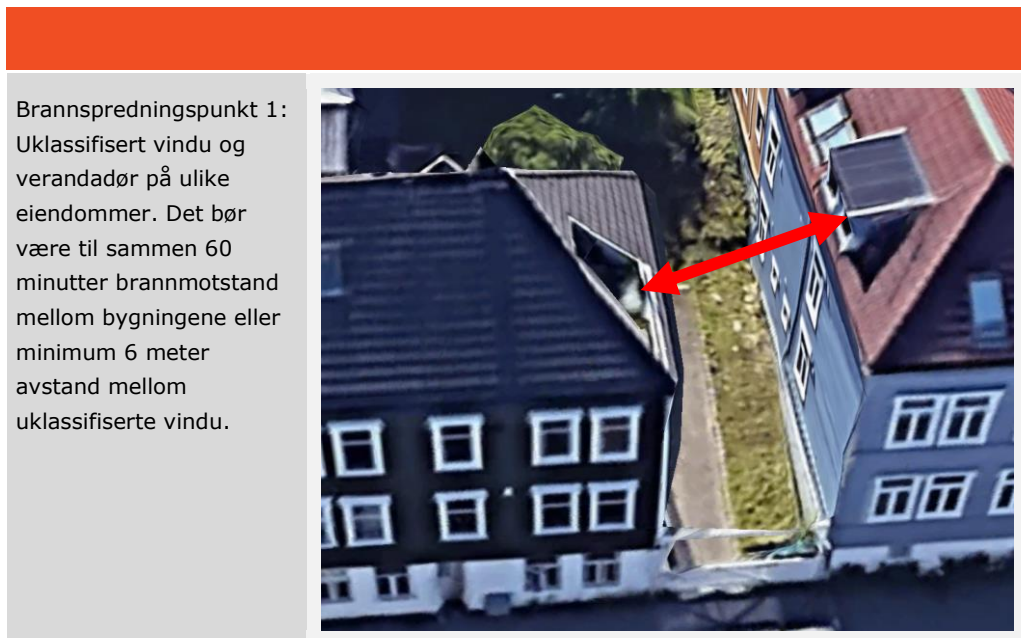 Brannspredningspunkt 1:
Uklassifisert vindu og
verandadør på ulike
eiendommer. Det bør
være til sammen 60
minutter brannmotstand
mellom bygningene eller
minimum 6 meter
avstand mellom
uklassifiserte vindu.